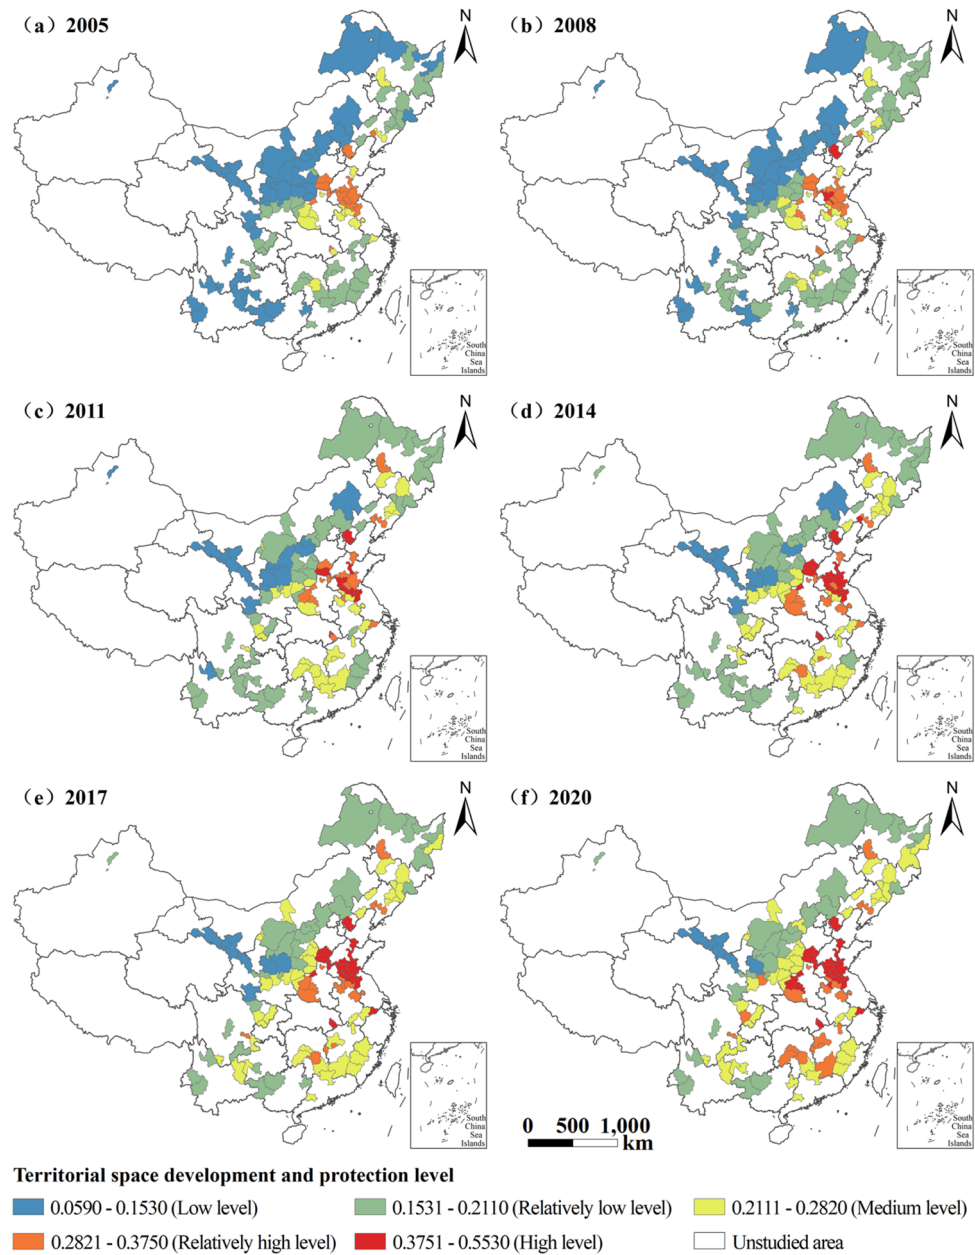 （a）2005
N
South
China
Sea
Islands
（b）2008
N
South
China
Sea
Islands
（c）2011
N
South
China
Sea
Islands
（d）2014
N
South
China
Sea
Islands
（e）2017
N
South
China
Sea
Islands
（f）2020
N
South
China
Sea
Islands
0 500 1,000
km
Territorial space development and protection level
0.0590 - 0.1530 (Low level)
0.1531 - 0.2110 (Relatively low level)
0.2111 - 0.2820 (Medium level)
0.2821 - 0.3750 (Relatively high level)
0.3751 - 0.5530 (High level)
Unstudied area